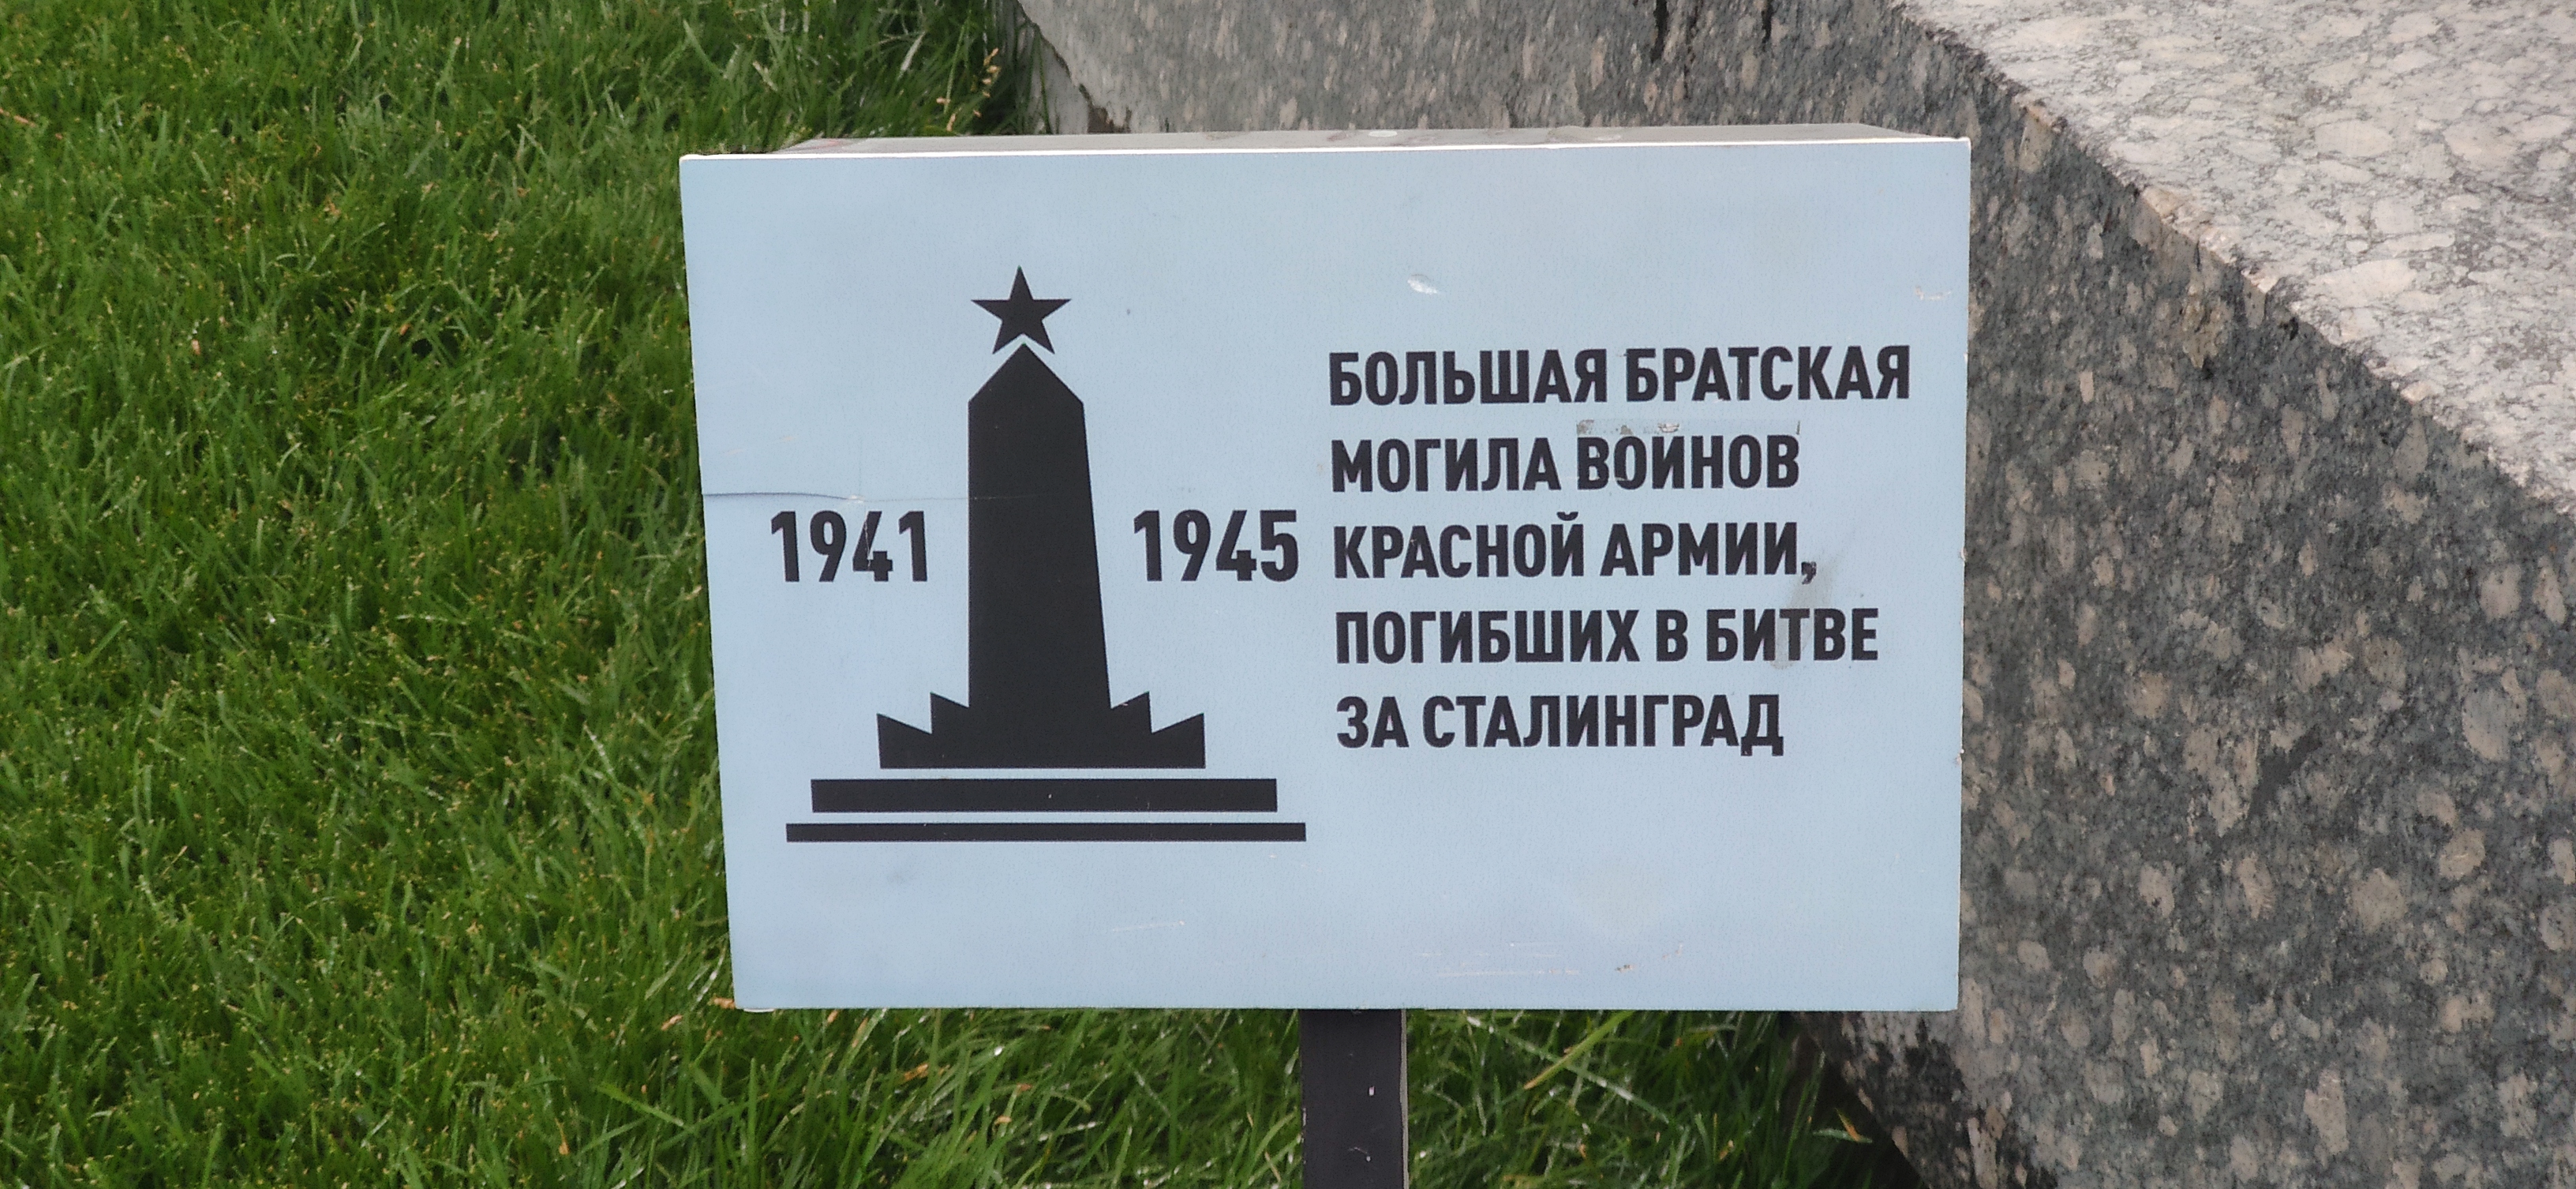 1941
1945
БОЛЬШАЯ БРАТСКАЯ
МОГИЛА ВОИНОВ
КРАСНОЙ АРМИИ,
ПОГИБШИХ В БИТВЕ
ЗА СТАЛИНГРАД